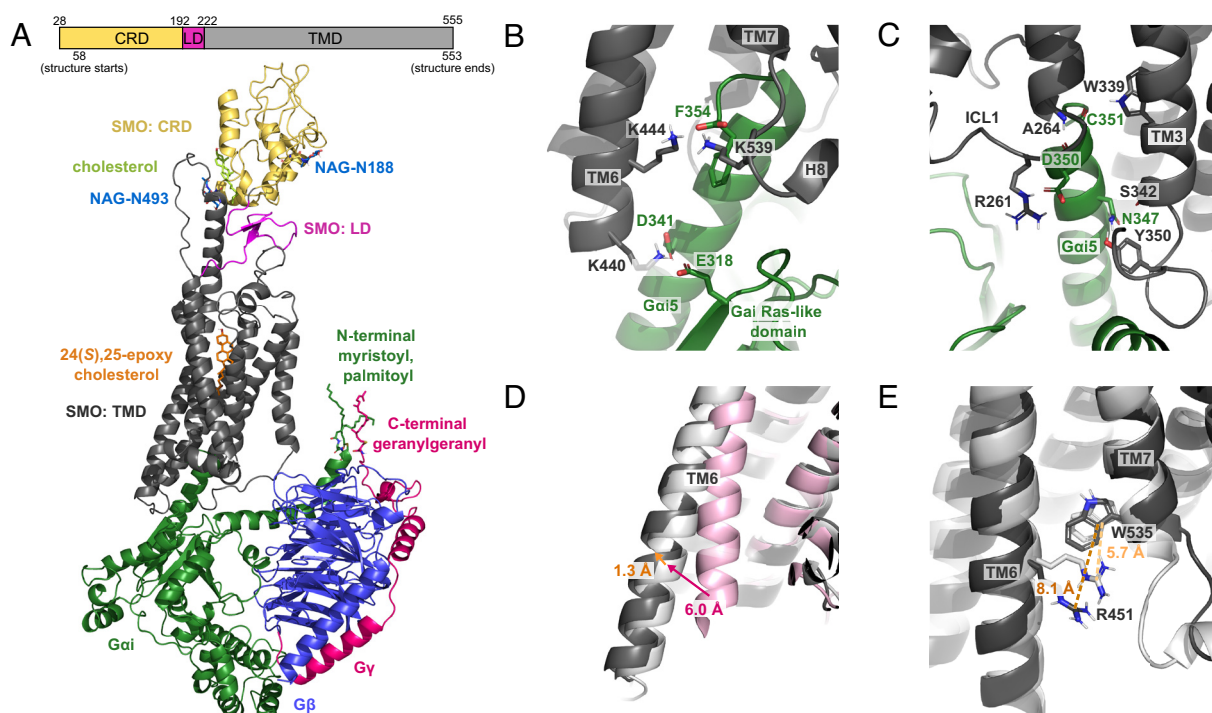 A
28
192
222
555
CRD
LD
TMD
58
(structure starts)
553
(structure ends)
SMO: CRD
cholesterol
NAG-N188
NAG-N493
SMO: LD
24(S),25-epoxy
cholesterol
SMO: TMD
N-terminal
myristoyl,
palmitoyl
C-terminal
geranylgeranyl
Gαi
Gβ
Gγ
B
TM7
F354
K444
K539
TM6
H8
D341
K440
E318
Gαi5
Gai Ras-like
domain
C
W339
ICL1
A264
C351
TM3
D350
R261
S342
N347
Gαi5
Y350
D
TM6
1.3 Å
6.0 Å
E
TM7
W535
5.7 Å
TM6
8.1 Å
R451